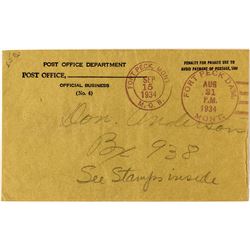 POST OFFICE DEPARTMENT
POST OFFICE,
OFFICIAL BUSINESS
(No. 4)
PENALTY FOR PRIVATE USE TO
AVOID PAYMENT OF POSTAGE, $300
FORT PECK, MONT.
SEP
15
1934
M.O.B.
FORT PECK DAM,
AUG
21
P.M.
1934
MONT.
Don. Anderson
Bx 938
See Stamps inside